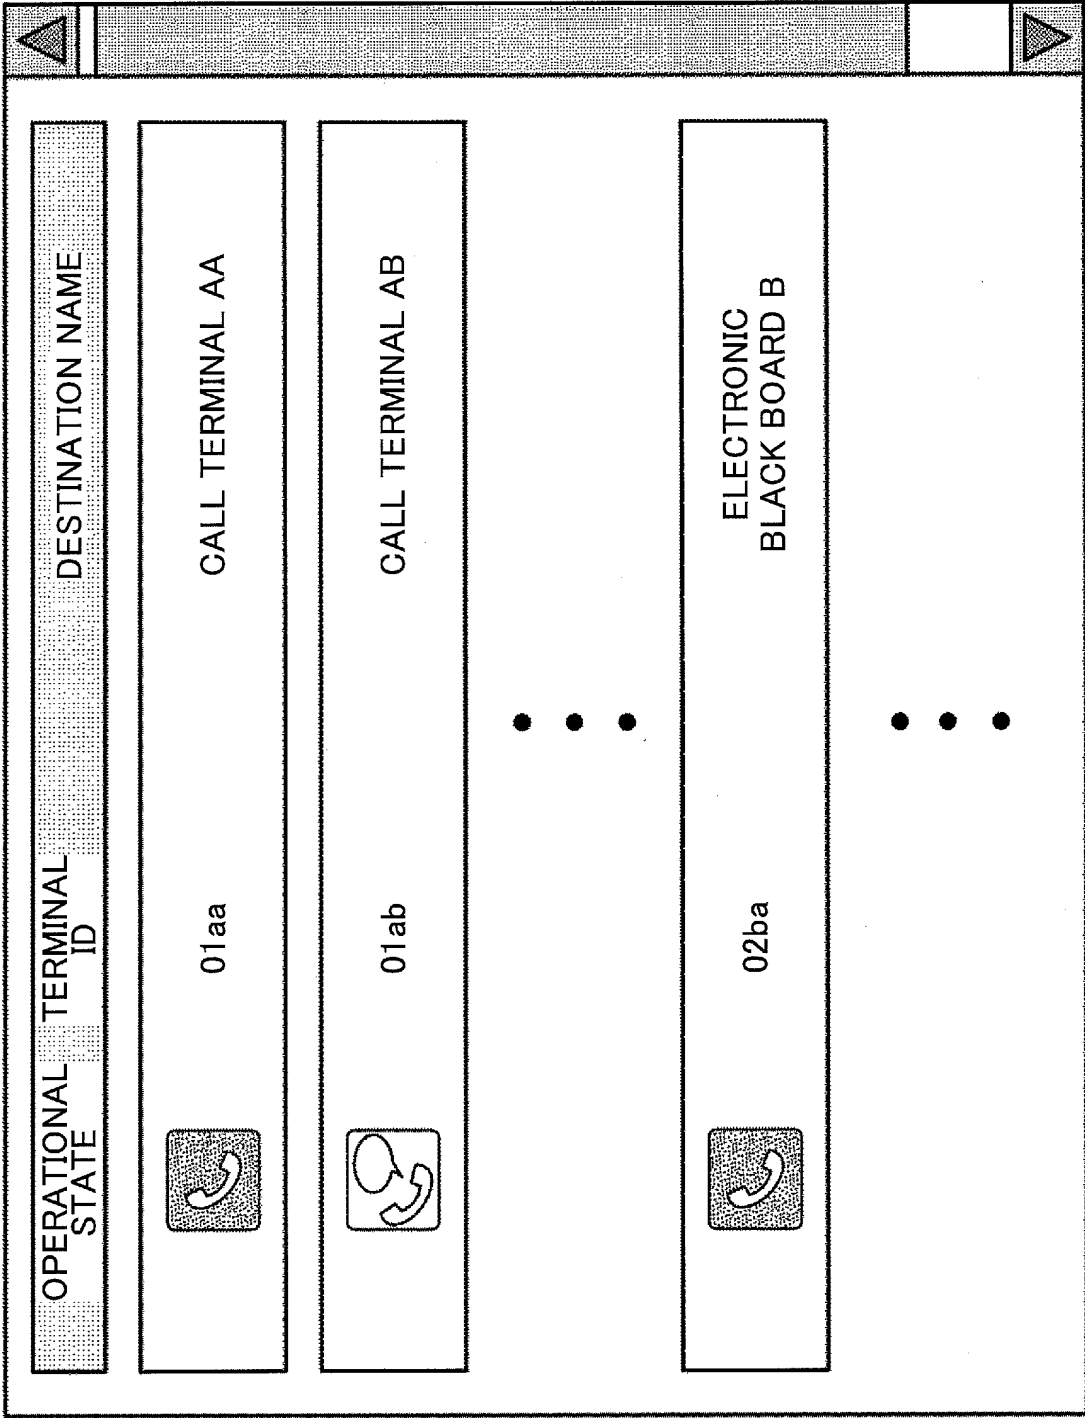 OPERATIONAL
STATE
TERMINAL
ID
DESTINATION NAME
01aa
CALL TERMINAL AA
01ab
CALL TERMINAL AB
02ba
ELECTRONIC
BLACK BOARD B